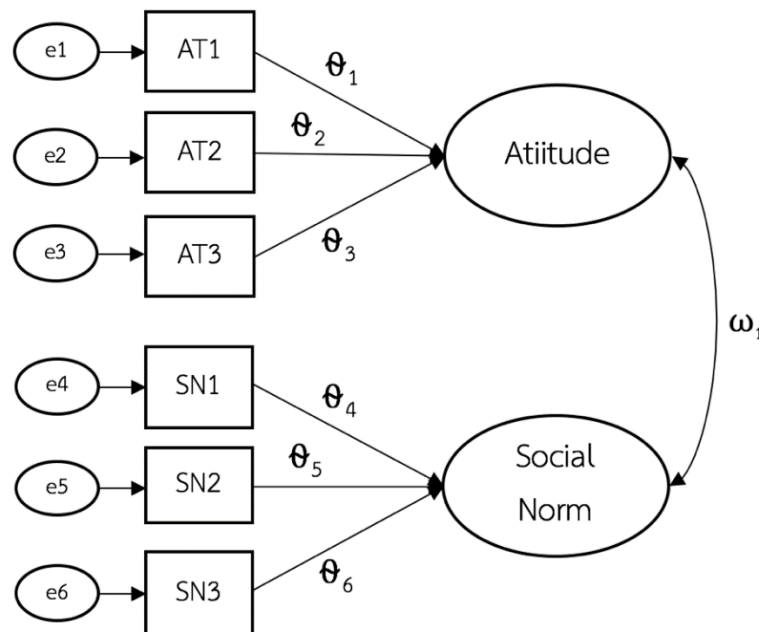 e1
AT1
ϑ1
e2
AT2
ϑ2
Atiitude
e3
AT3
ϑ3
ω1
e4
SN1
ϑ4
e5
SN2
ϑ5
Social
Norm
e6
SN3
ϑ6